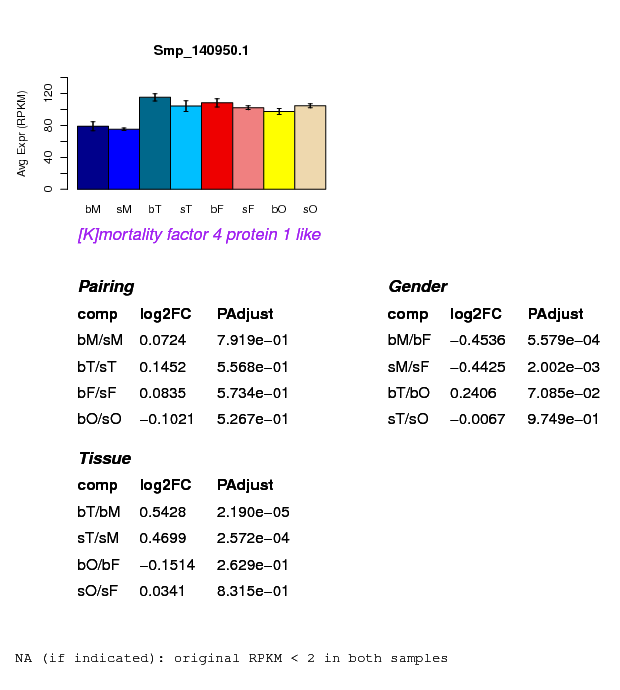 Smp_140950.1
Avg Expr (RPKM)
0 40 80 120
bM sM bT sT bF sF bO sO
[K]mortality factor 4 protein 1 like
Pairing
comp log2FC PAdjust
bM/sM 0.0724 7.919e−01
bT/sT 0.1452 5.568e−01
bF/sF 0.0835 5.734e−01
bO/sO −0.1021 5.267e−01
Gender
comp log2FC PAdjust
bM/bF −0.4536 5.579e−04
sM/sF −0.4425 2.002e−03
bT/bO 0.2406 7.085e−02
sT/sO −0.0067 9.749e−01
Tissue
comp log2FC PAdjust
bT/bM 0.5428 2.190e−05
sT/sM 0.4699 2.572e−04
bO/bF −0.1514 2.629e−01
sO/sF 0.0341 8.315e−01
NA (if indicated): original RPKM < 2 in both samples